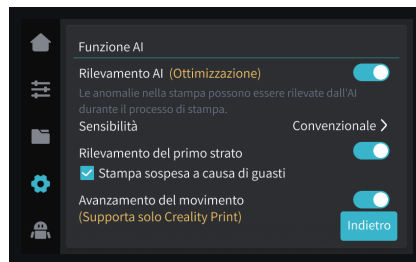 Funzione AI
Rilevamento AI (Ottimizzazione)
Le anomalie nella stampa possono essere rilevate dall'AI
durante il processo di stampa.
Sensibilità Convenzionale >
Rilevamento del primo strato
Stampa sospesa a causa di guasti
Avanzamento del movimento
(Supporta solo Creality Print)
Indietro